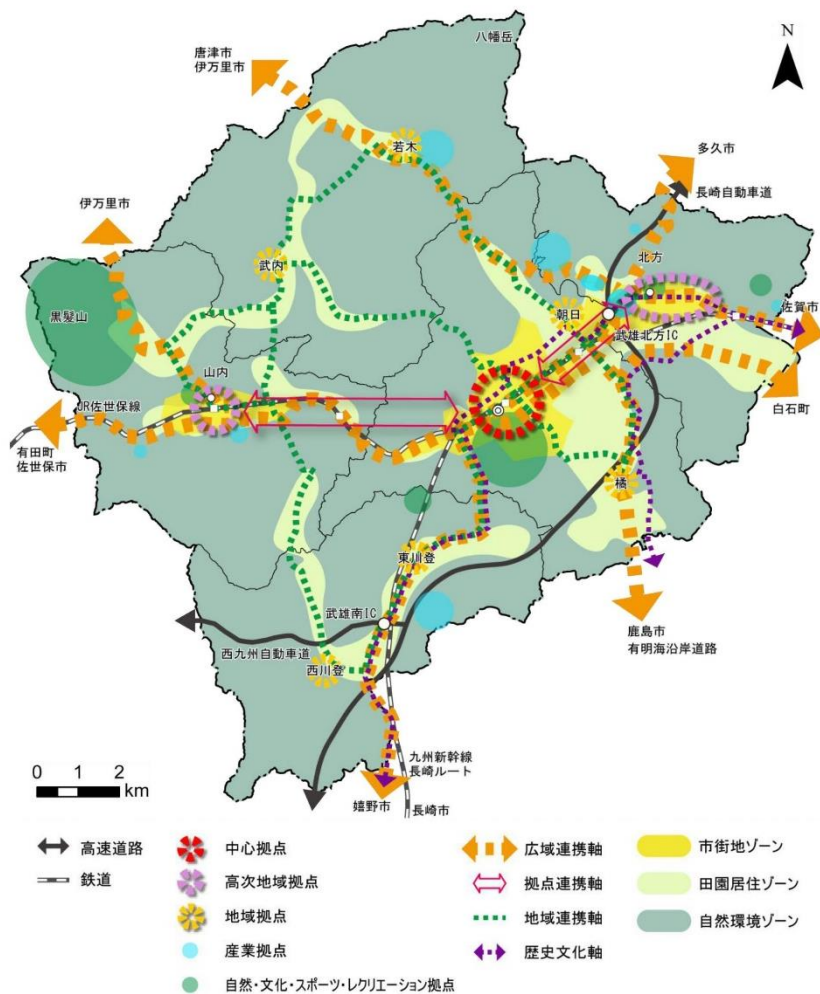 八幡岳
N
唐津市
伊万里市
若木
多久市
長崎自動車道
伊万里市
北方
武内
黒髪山
朝日
佐賀市
武雄北方IC
山内
JR佐世保線
白石町
有田町
佐世保市
橘
東川登
武雄南IC
鹿島市
有明海沿岸道路
西九州自動車道
西川登
九州新幹線
長崎ルート
0 1 2
km
嬉野市
長崎市
高速道路
中心拠点
広域連携軸
市街地ゾーン
鉄道
高次地域拠点
拠点連携軸
田園居住ゾーン
地域拠点
地域連携軸
自然環境ゾーン
産業拠点
歴史文化軸
自然・文化・スポーツ・レクリエーション拠点